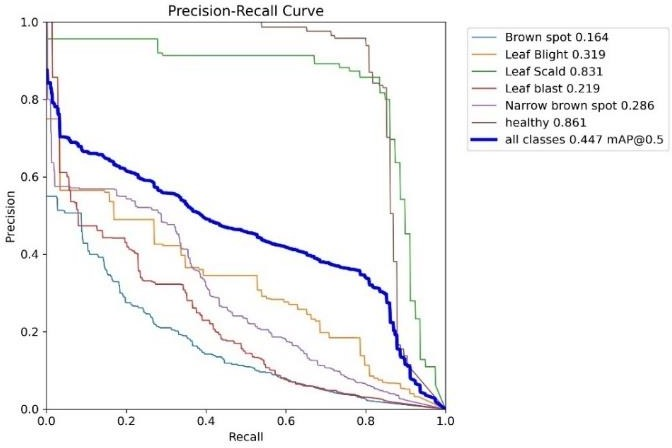 Precision-Recall Curve
1.0
0.8
0.6
0.4
0.2
0.0
Precision
0.0 0.2 0.4 0.6 0.8 1.0
Recall
Brown spot 0.164
Leaf Blight 0.319
Leaf Scald 0.831
Leaf blast 0.219
Narrow brown spot 0.286
healthy 0.861
all classes 0.447 mAP@0.5